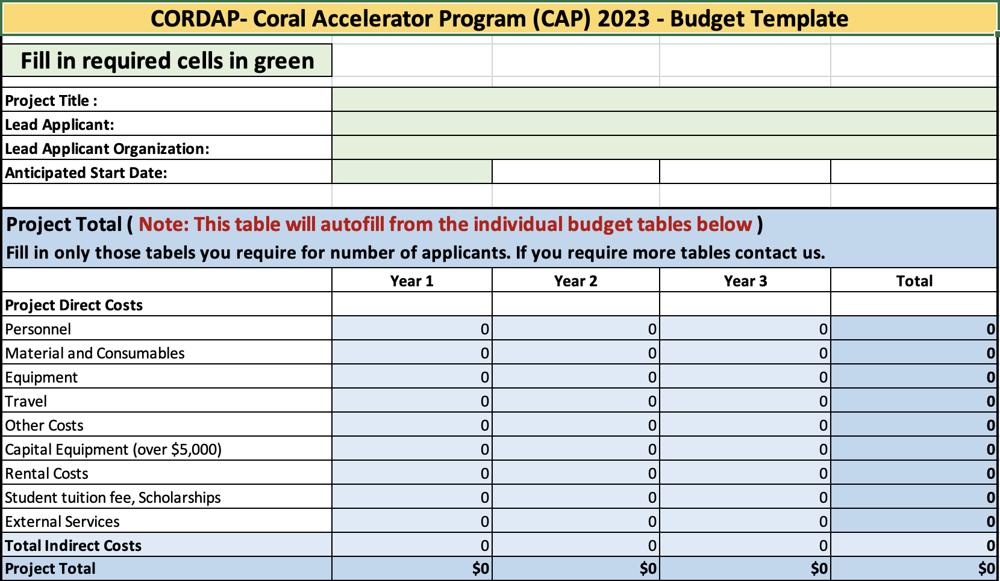 CORDAP- Coral Accelerator Program (CAP) 2023 - Budget Template
Fill in required cells in green
Project Title :
Lead Applicant:
Lead Applicant Organization:
Anticipated Start Date:
Project Total ( Note: This table will autofill from the individual budget tables below )
Fill in only those tabels you require for number of applicants. If you require more tables contact us.
Year 1 Year 2 Year 3 Total
Project Direct Costs
Personnel 0 0 0 0
Material and Consumables 0 0 0 0
Equipment 0 0 0 0
Travel 0 0 0 0
Other Costs 0 0 0 0
Capital Equipment (over $5,000) 0 0 0 0
Rental Costs 0 0 0 0
Student tuition fee, Scholarships 0 0 0 0
External Services 0 0 0 0
Total Indirect Costs 0 0 0 0
Project Total $0 $0 $0 $0